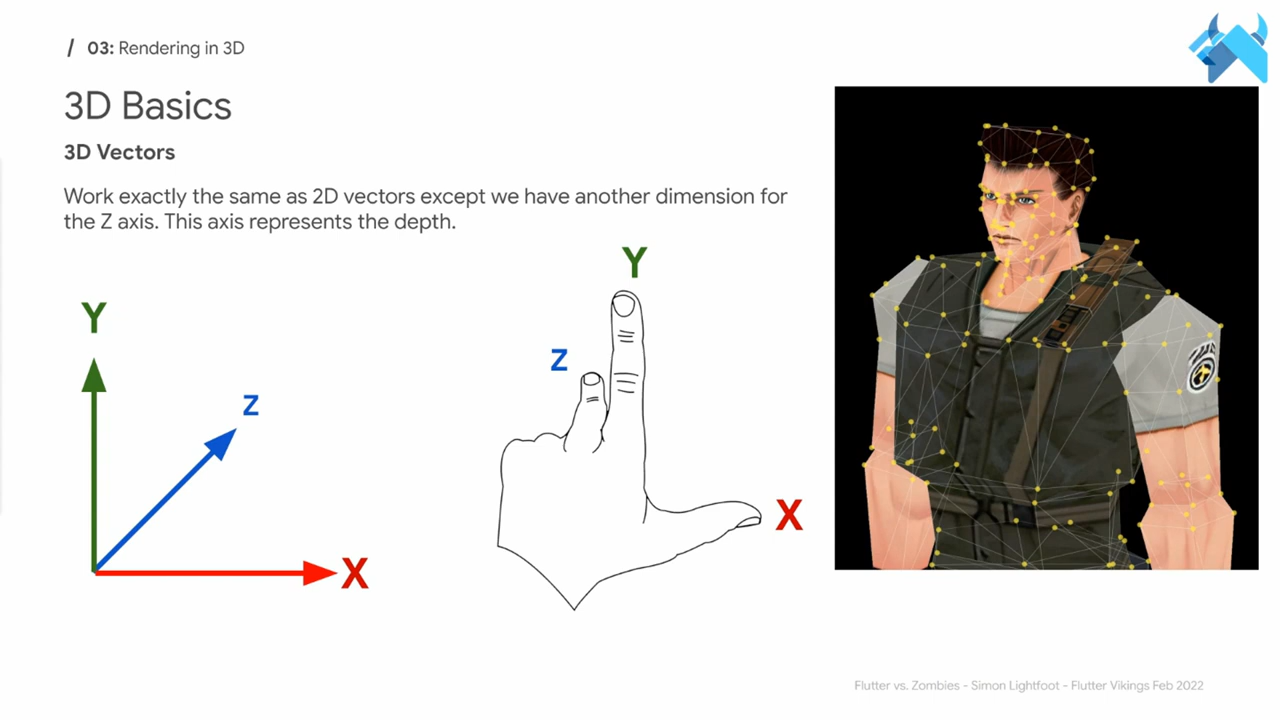 / 03: Rendering in 3D
3D Basics
3D Vectors
Work exactly the same as 2D vectors except we have another dimension for
the Z axis. This axis represents the depth.
Y
Z
X
Y
Z
X
Flutter vs. Zombies - Simon Lightfoot - Flutter Vikings Feb 2022